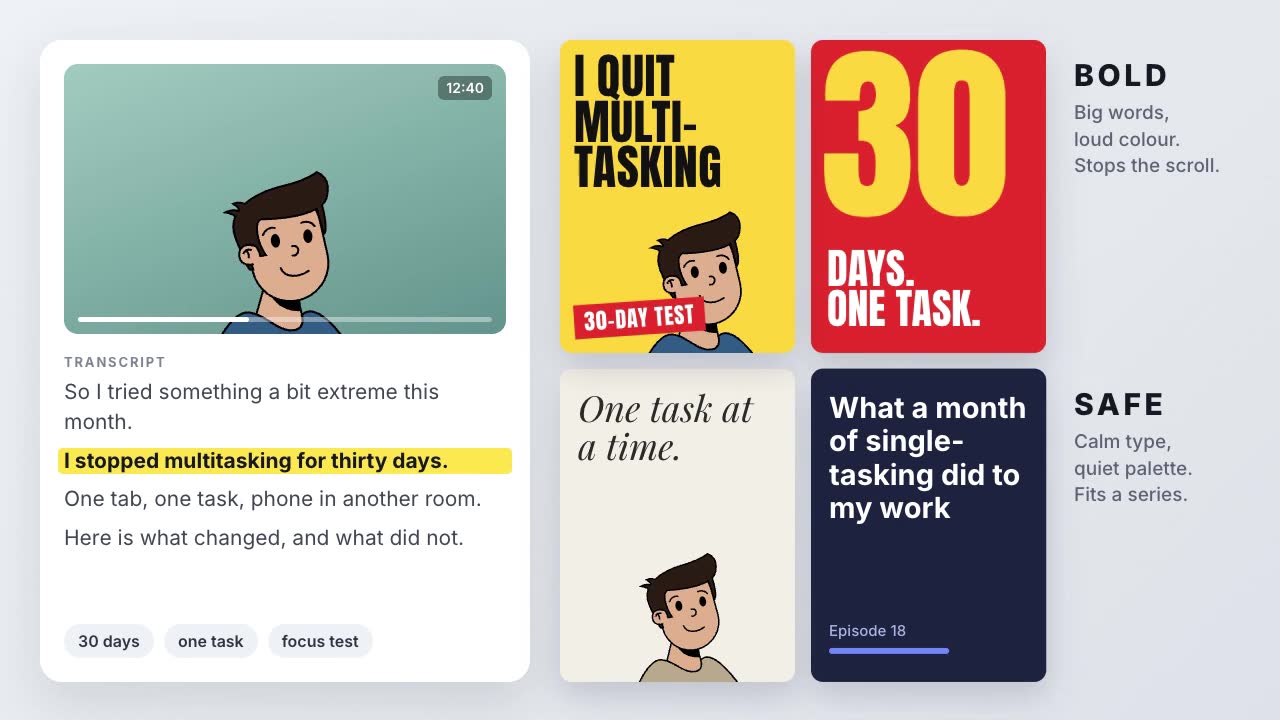 12:40
TRANSCRIPT
So I tried something a bit extreme this
month.
I stopped multitasking for thirty days.
One tab, one task, phone in another room.
Here is what changed, and what did not.
30 days
one task
focus test
I QUIT
MULTI-
TASKING
30-DAY TEST
30
DAYS.
ONE TASK.
BOLD
Big words,
loud colour.
Stops the scroll.
One task at
a time.
What a month
of single-
tasking did to
my work
Episode 18
SAFE
Calm type,
quiet palette.
Fits a series.